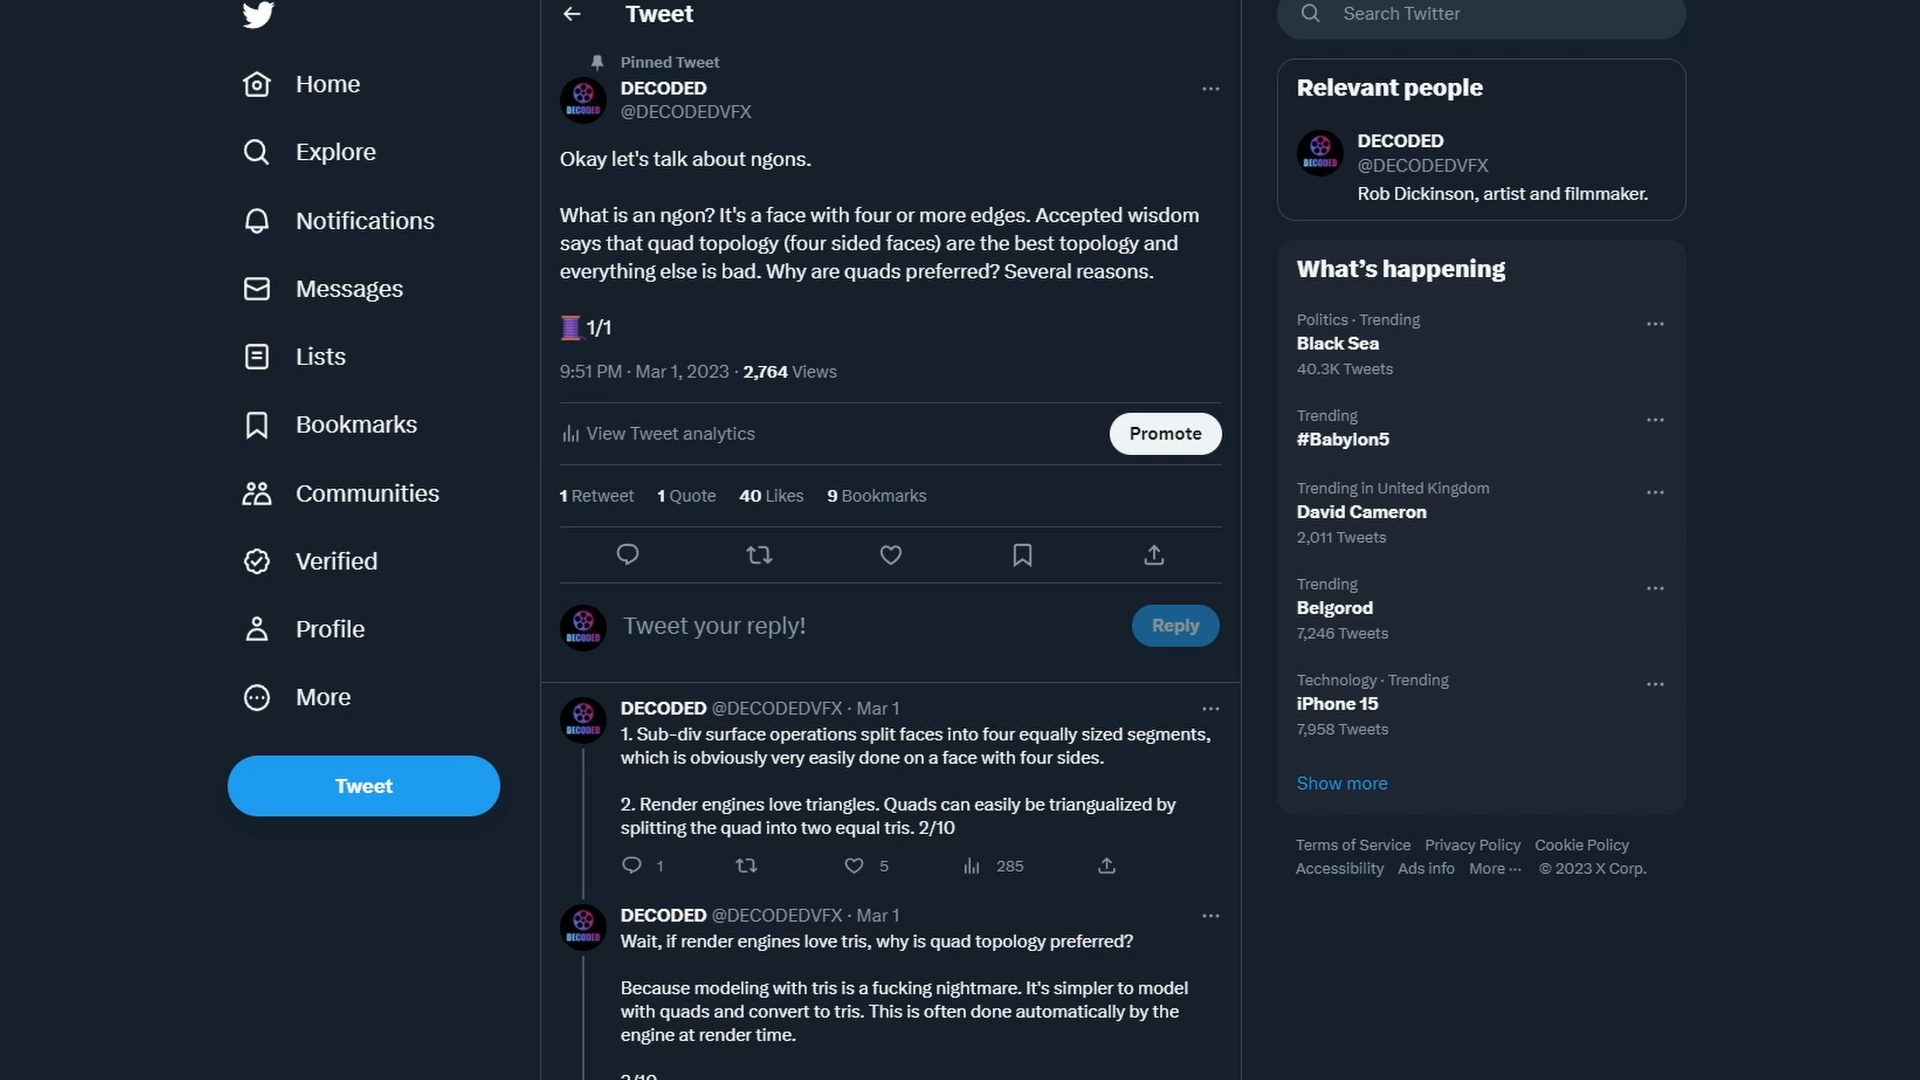 Home
Explore
Notifications
Messages
Lists
Bookmarks
Communities
Verified
Profile
More
Tweet
Tweet
Pinned Tweet
DECODED
@DECODEDVFX
DECODED
Okay let's talk about ngons.
What is an ngon? It's a face with four or more edges. Accepted wisdom
says that quad topology (four sided faces) are the best topology and
everything else is bad. Why are quads preferred? Several reasons.
1/1
9:51 PM · Mar 1, 2023 · 2,764 Views
View Tweet analytics
Promote
1 Retweet 1 Quote 40 Likes 9 Bookmarks
DECODED
Tweet your reply!
Reply
DECODED
DECODED @DECODEDVFX · Mar 1
1. Sub-div surface operations split faces into four equally sized segments,
which is obviously very easily done on a face with four sides.
2. Render engines love triangles. Quads can easily be triangualized by
splitting the quad into two equal tris. 2/10
1 5 285
DECODED
DECODED @DECODEDVFX · Mar 1
Wait, if render engines love tris, why is quad topology preferred?
Because modeling with tris is a fucking nightmare. It's simpler to model
with quads and convert to tris. This is often done automatically by the
engine at render time.
3/10
Search Twitter
Relevant people
DECODED
DECODED
@DECODEDVFX
Rob Dickinson, artist and filmmaker.
What's happening
Politics · Trending
Black Sea
40.3K Tweets
Trending
#Babylon5
Trending in United Kingdom
David Cameron
2,011 Tweets
Trending
Belgorod
7,246 Tweets
Technology · Trending
iPhone 15
7,958 Tweets
Show more
Terms of Service Privacy Policy Cookie Policy
Accessibility Ads info More ··· © 2023 X Corp.